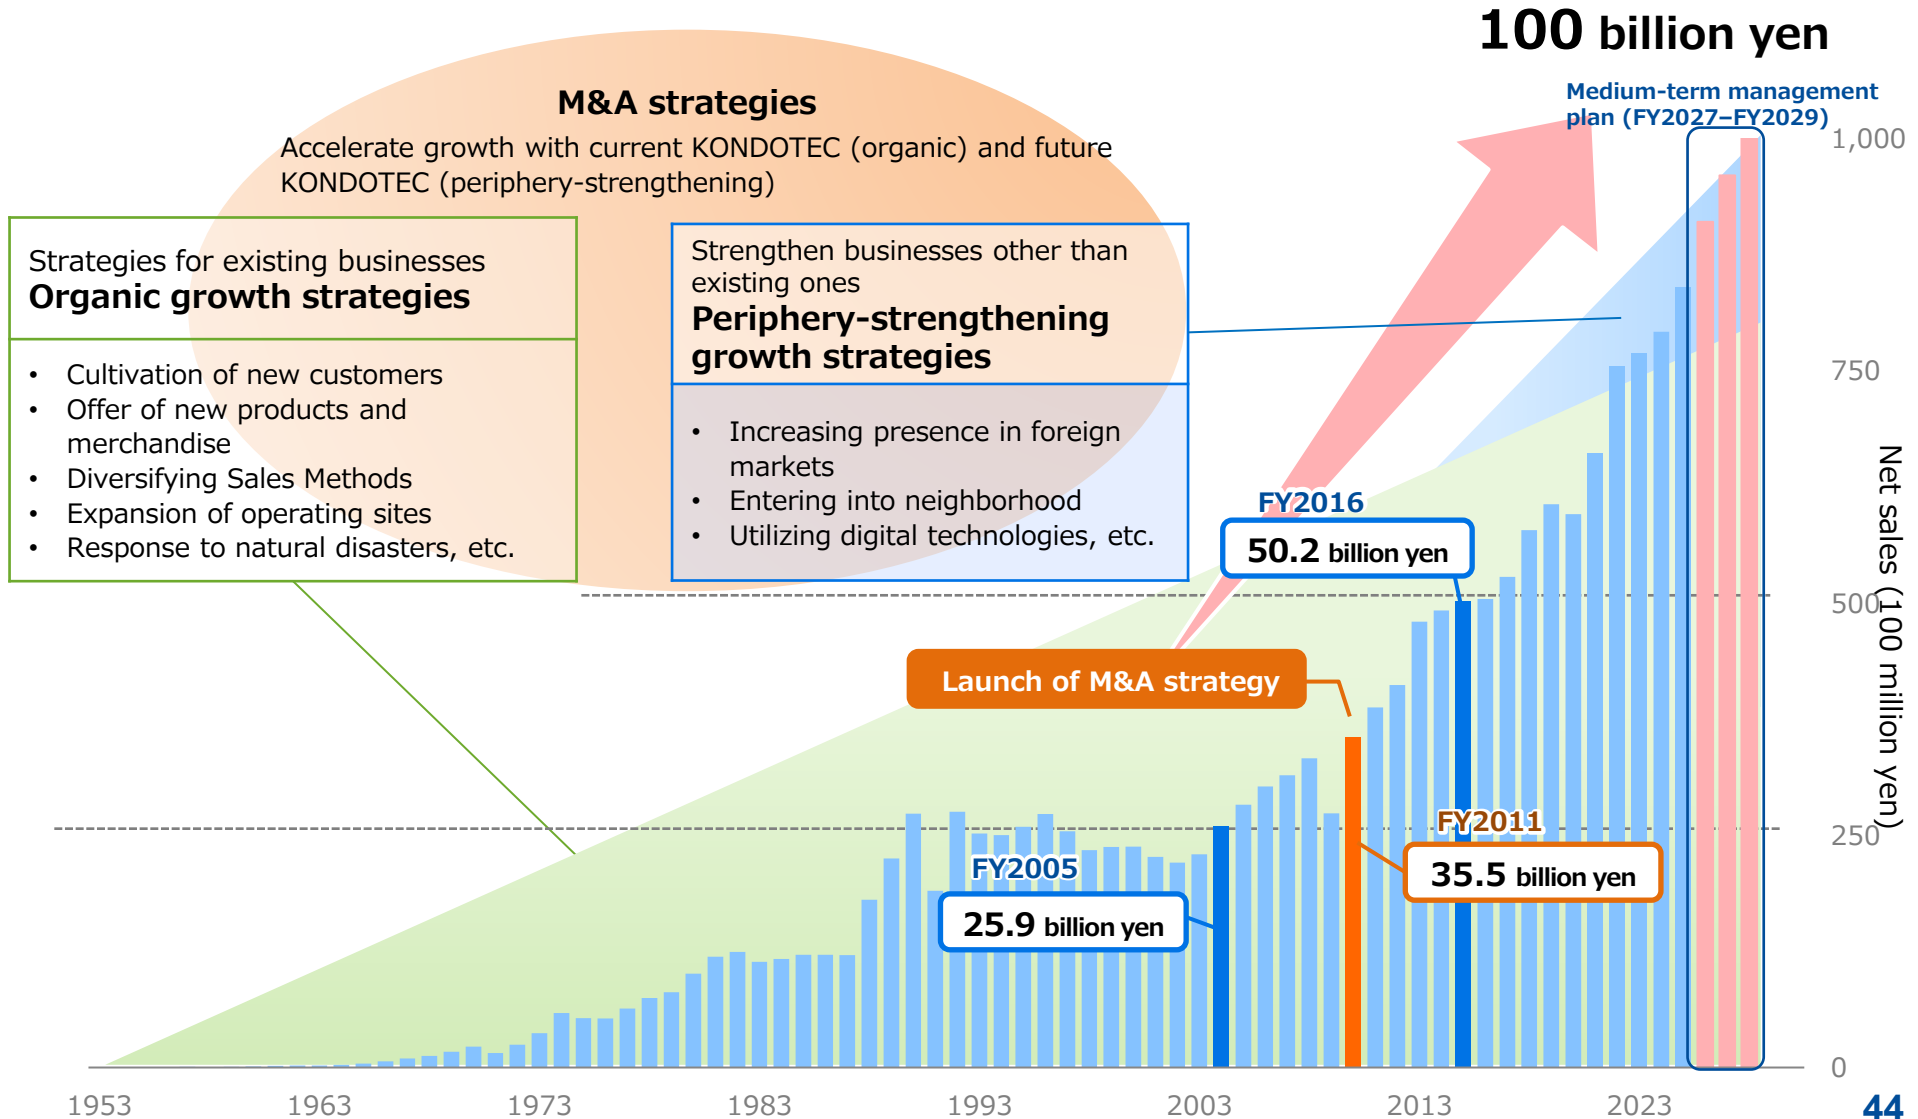 100 billion yen
Medium-term management
plan (FY2027–FY2029)
M&A strategies
Accelerate growth with current KONDOTEC (organic) and future
KONDOTEC (periphery-strengthening)
Strategies for existing businesses
Organic growth strategies
• Cultivation of new customers
• Offer of new products and
merchandise
• Diversifying Sales Methods
• Expansion of operating sites
• Response to natural disasters, etc.
Strengthen businesses other than
existing ones
Periphery-strengthening
growth strategies
• Increasing presence in foreign
markets
• Entering into neighborhood
• Utilizing digital technologies, etc.
FY2016
50.2 billion yen
Launch of M&A strategy
FY2011
35.5 billion yen
FY2005
25.9 billion yen
1,000
750
500
250
0
Net sales (100 million yen)
1953
1963
1973
1983
1993
2003
2013
2023
44